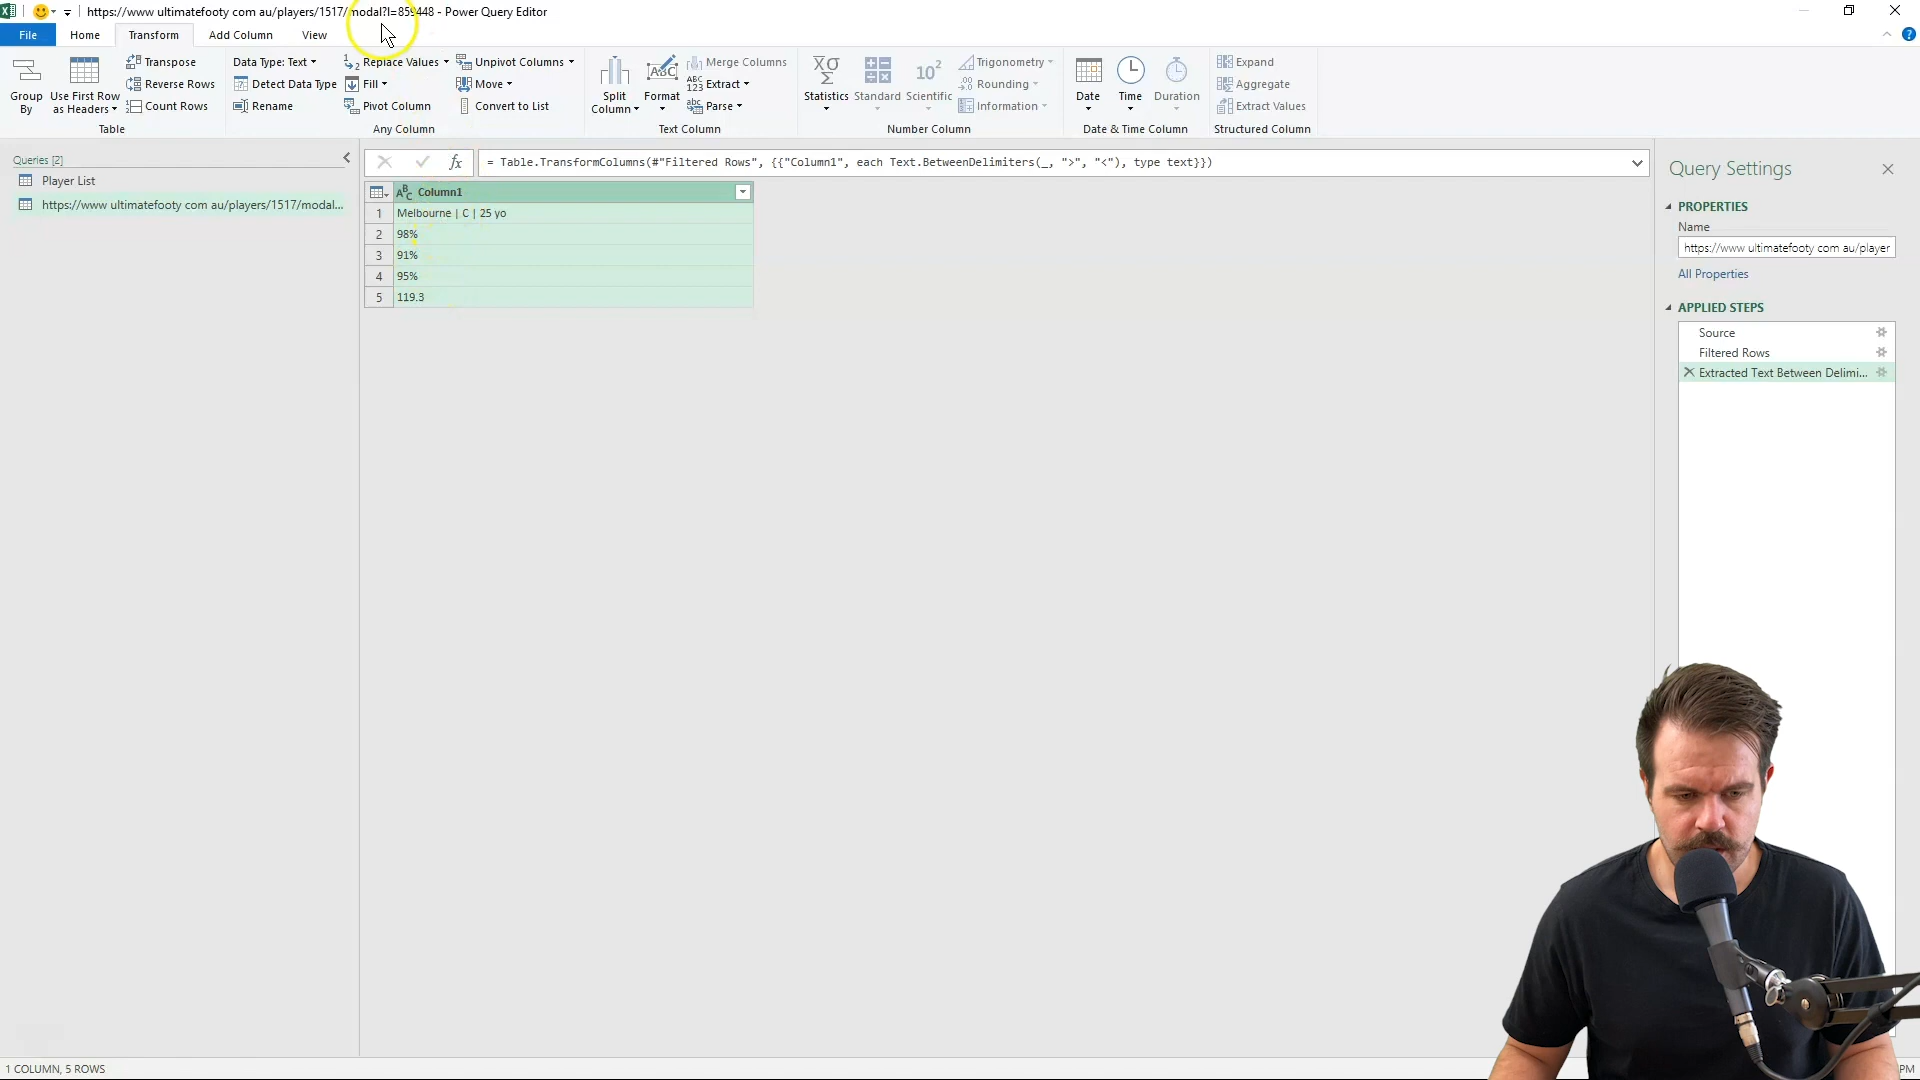 https://www ultimatefooty com au/players/1517/modal?l=859448 - Power Query Editor
File Home Transform Add Column View
Group By
Use First Row as Headers
Transpose
Reverse Rows
Count Rows
Table
Data Type: Text
Detect Data Type
Rename
Replace Values
Fill
Pivot Column
Unpivot Columns
Move
Convert to List
Any Column
Split Column
Format
Merge Columns
Extract
Parse
Text Column
Statistics
Standard
Scientific
Trigonometry
Rounding
Information
Number Column
Date
Time
Duration
Date & Time Column
Expand
Aggregate
Extract Values
Structured Column
Queries [2]
Player List
https://www ultimatefooty com au/players/1517/modal...
fx = Table.TransformColumns(#"Filtered Rows", {{"Column1", each Text.BetweenDelimiters(_, ">", "<"), type text}})
Column1
1 Melbourne | C | 25 yo
2 98%
3 91%
4 95%
5 119.3
Query Settings
PROPERTIES
Name
https://www ultimatefooty com au/player
All Properties
APPLIED STEPS
Source
Filtered Rows
Extracted Text Between Delimi...
1 COLUMN, 5 ROWS
PM